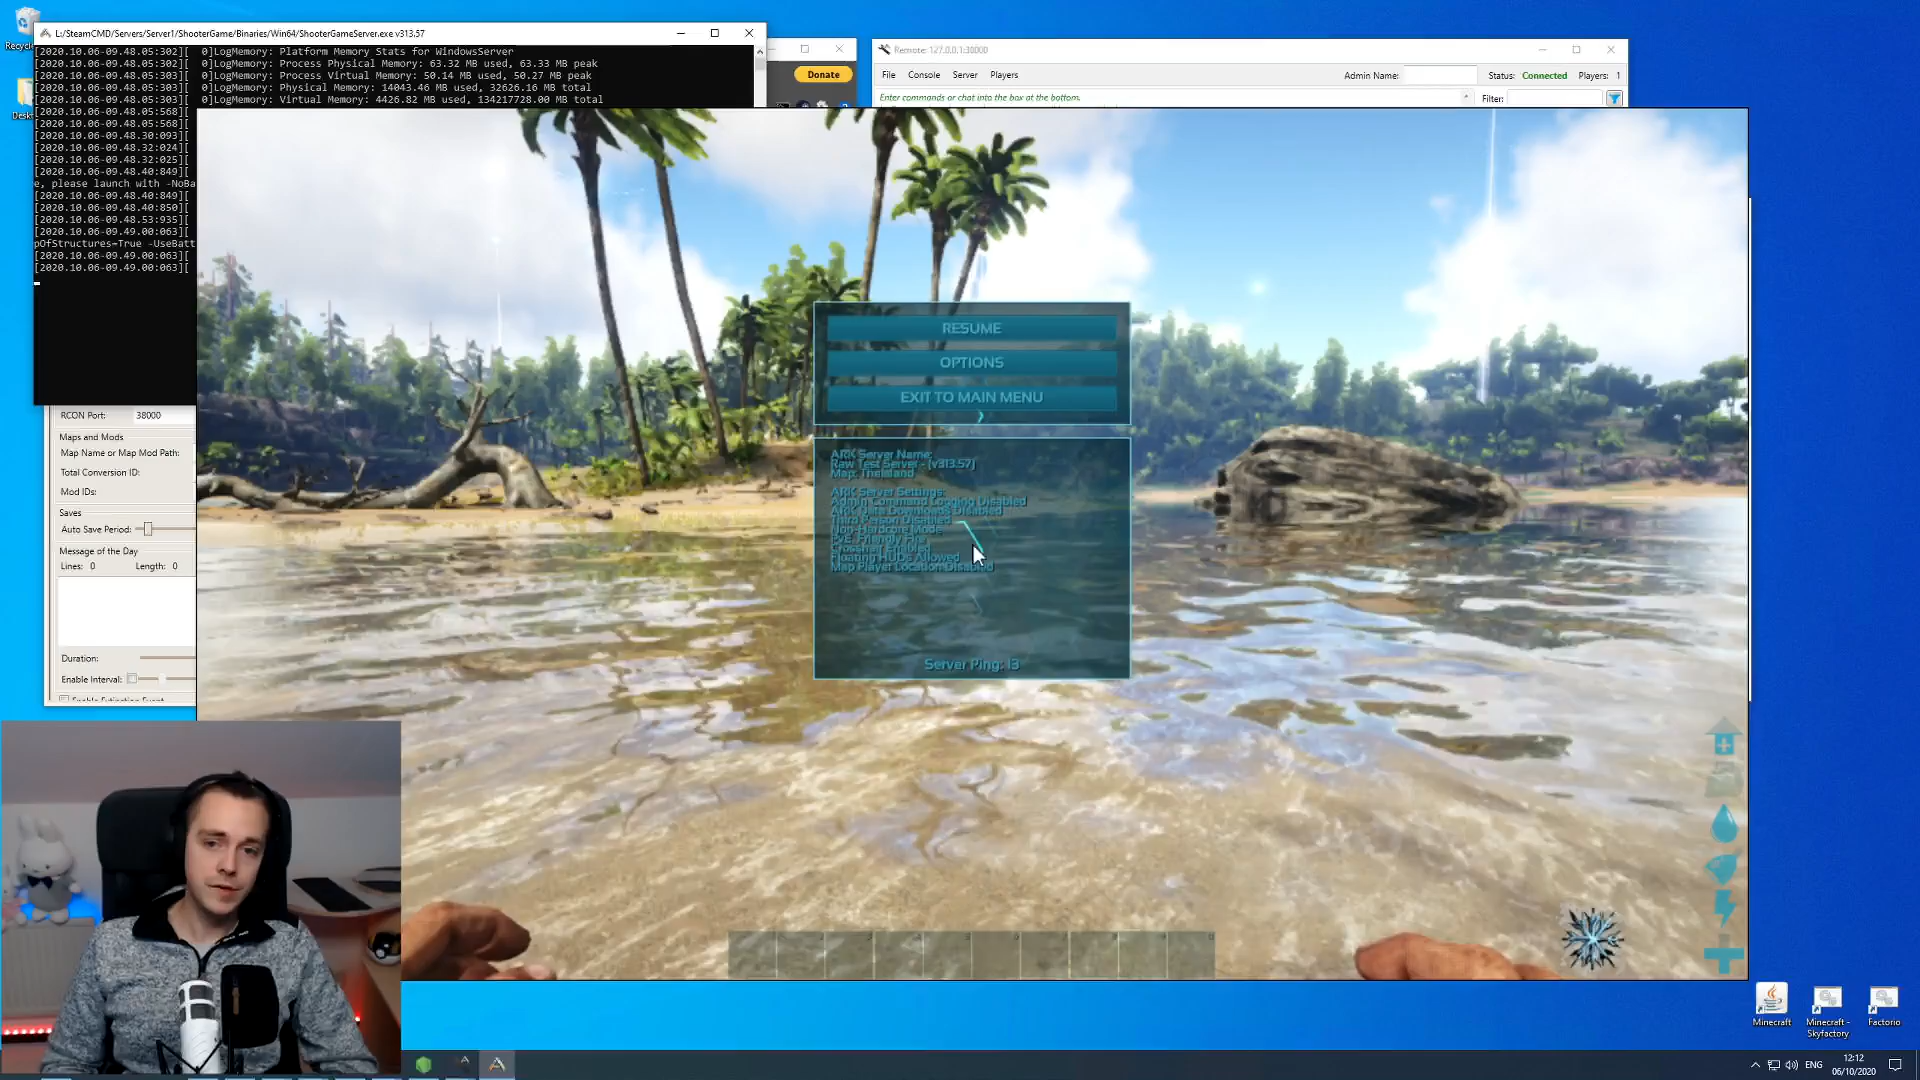 Recycl
Deskt
L:/SteamCMD/Servers/Server1/ShooterGame/Binaries/Win64/ShooterGameServer.exe v313.57
[2020.10.06-09.48.05:302][  0]LogMemory: Platform Memory Stats for WindowsServer
[2020.10.06-09.48.05:302][  0]LogMemory: Process Physical Memory: 63.32 MB used, 63.33 MB peak
[2020.10.06-09.48.05:303][  0]LogMemory: Process Virtual Memory: 50.14 MB used, 50.27 MB peak
[2020.10.06-09.48.05:303][  0]LogMemory: Physical Memory: 14043.46 MB used, 32626.16 MB total
[2020.10.06-09.48.05:303][  0]LogMemory: Virtual Memory: 4426.82 MB used, 134217728.00 MB total
[2020.10.06-09.48.05:568][
[2020.10.06-09.48.05:568][
[2020.10.06-09.48.30:093][
[2020.10.06-09.48.32:024][
[2020.10.06-09.48.32:025][
[2020.10.06-09.48.40:849][
e, please launch with -NoBa
[2020.10.06-09.48.40:849][
[2020.10.06-09.48.40:850][
[2020.10.06-09.48.53:935][
[2020.10.06-09.49.00:063][
pOfStructures=True -UseBatt
[2020.10.06-09.49.00:063][
[2020.10.06-09.49.00:063][
Donate
Remote: 127.0.0.1:38000
File Console Server Players
Admin Name: Status: Connected Players: 1
Enter commands or chat into the box at the bottom.
Filter:
RCON Port: 38000
Maps and Mods
Map Name or Map Mod Path:
Total Conversion ID:
Mod IDs:
Saves
Auto Save Period:
Message of the Day
Lines: 0 Length: 0
Duration:
Enable Interval:
Enable Extinction Event
RESUME
OPTIONS
EXIT TO MAIN MENU
ARK Server Name:
Raw Test Server - (v313.57)
Map: TheIsland
ARK Server Settings:
Admin Command Logging Disabled
ARK Data Downloads Disabled
Third Person Disabled
Non-Hardcore Mode
PvE: Friendly Fire
Crosshair Enabled
Floating HUDs Allowed
Map Player Location Disabled
Server Ping: 13
Minecraft
Minecraft - Skyfactory
Factorio
ENG
12:12
06/10/2020